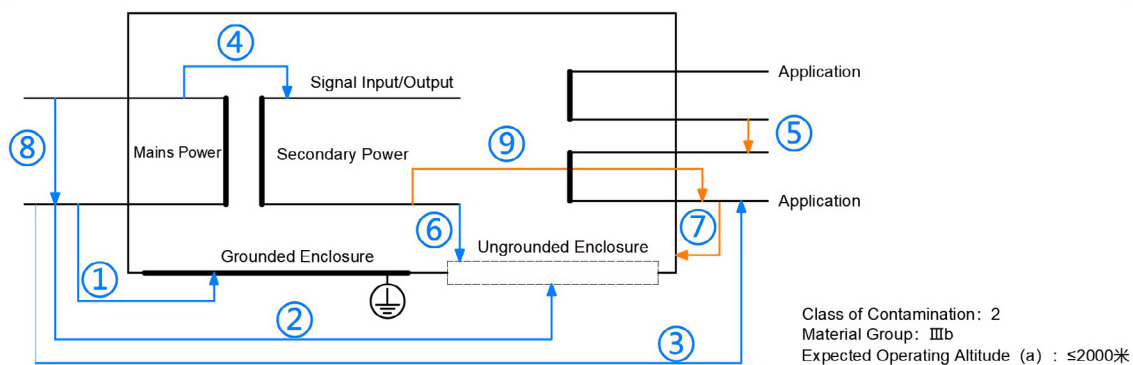 ④
Signal Input/Output
Application
⑧
Mains Power
Secondary Power
⑨
⑤
Application
⑥
⑦
Grounded Enclosure
Ungrounded Enclosure
①
②
③
Class of Contamination: 2
Material Group: Ⅲb
Expected Operating Altitude (a) : ≤2000米